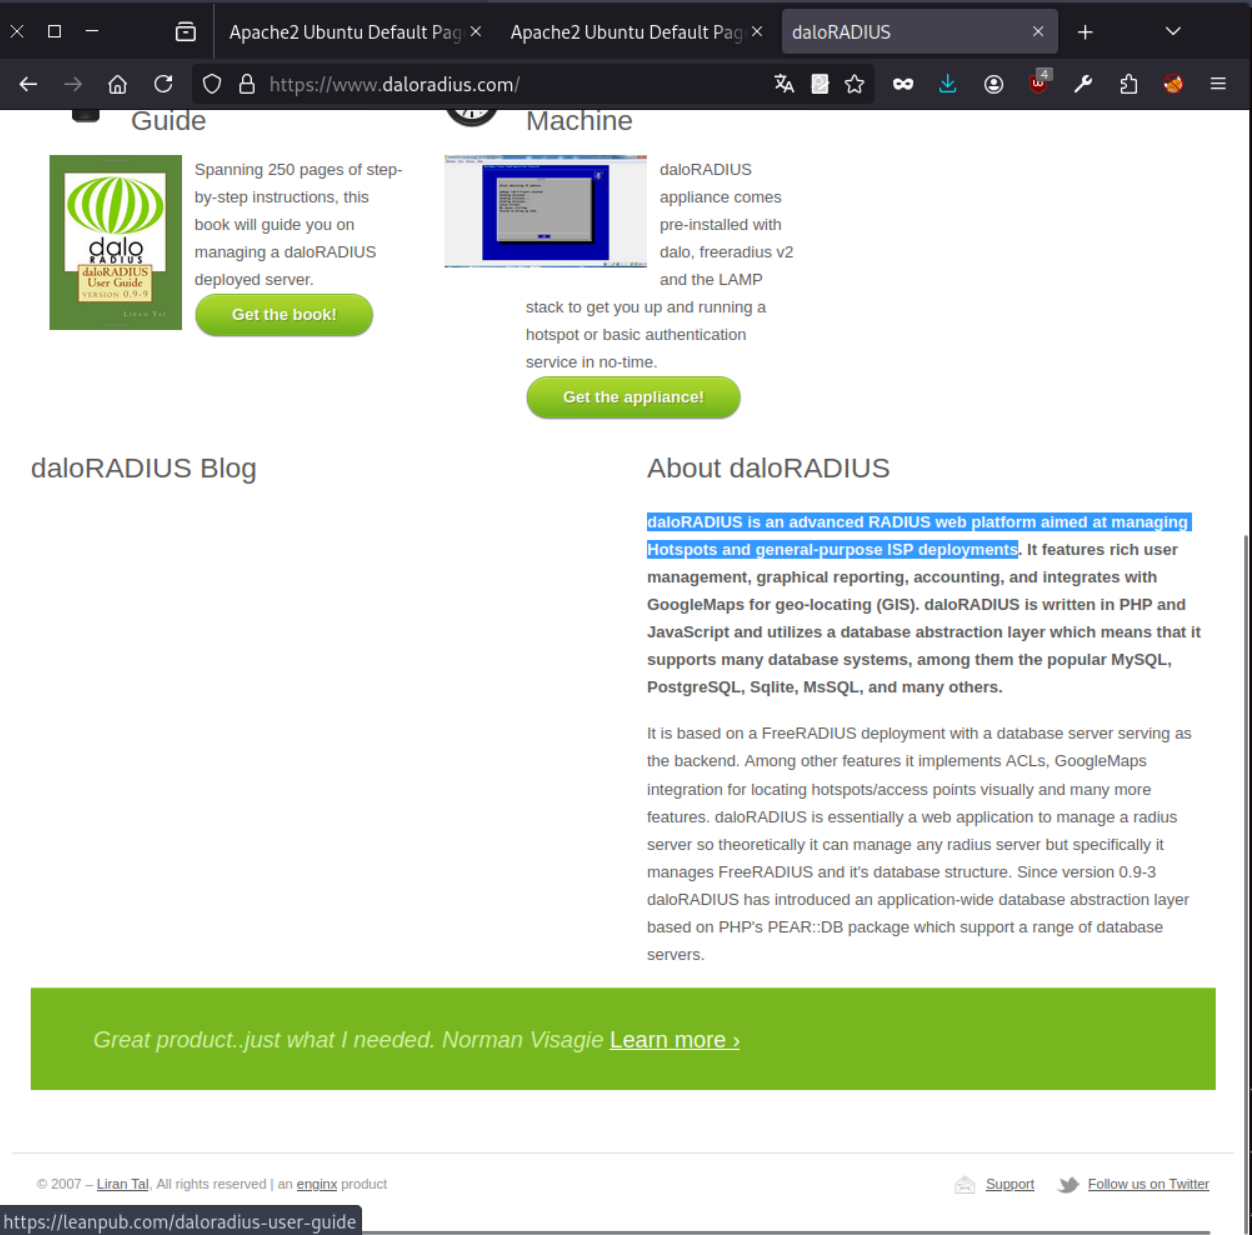 Apache2 Ubuntu Default Pag
Apache2 Ubuntu Default Pag
daloRADIUS
https://www.daloradius.com/
4
Guide
Machine
dalo
RADIUS
daloRADIUS
User Guide
VERSION 0.9-9
LIRAN TAL
Spanning 250 pages of step-
by-step instructions, this
book will guide you on
managing a daloRADIUS
deployed server.
Get the book!
daloRADIUS
appliance comes
pre-installed with
dalo, freeradius v2
and the LAMP
stack to get you up and running a
hotspot or basic authentication
service in no-time.
Get the appliance!
daloRADIUS Blog
About daloRADIUS
daloRADIUS is an advanced RADIUS web platform aimed at managing
Hotspots and general-purpose ISP deployments. It features rich user
management, graphical reporting, accounting, and integrates with
GoogleMaps for geo-locating (GIS). daloRADIUS is written in PHP and
JavaScript and utilizes a database abstraction layer which means that it
supports many database systems, among them the popular MySQL,
PostgreSQL, Sqlite, MsSQL, and many others.
It is based on a FreeRADIUS deployment with a database server serving as
the backend. Among other features it implements ACLs, GoogleMaps
integration for locating hotspots/access points visually and many more
features. daloRADIUS is essentially a web application to manage a radius
server so theoretically it can manage any radius server but specifically it
manages FreeRADIUS and it's database structure. Since version 0.9-3
daloRADIUS has introduced an application-wide database abstraction layer
based on PHP's PEAR::DB package which support a range of database
servers.
Great product..just what I needed. Norman Visagie Learn more ›
© 2007 – Liran Tal, All rights reserved | an enginx product
Support
Follow us on Twitter
https://leanpub.com/daloradius-user-guide